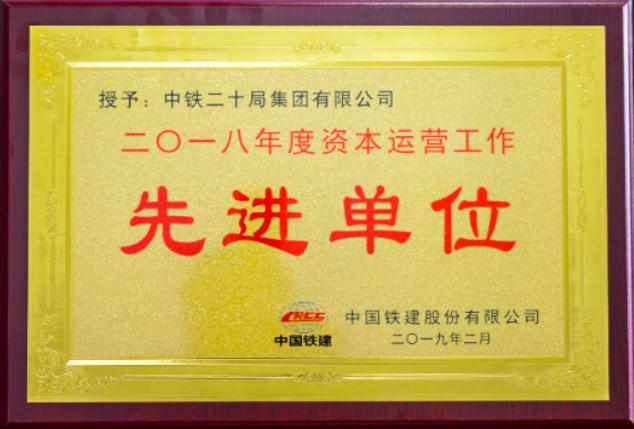 授予：中铁二十局集团有限公司
二〇一八年度资本运营工作
先进单位
CRCC
中国铁建
中国铁建股份有限公司
二〇一九年二月